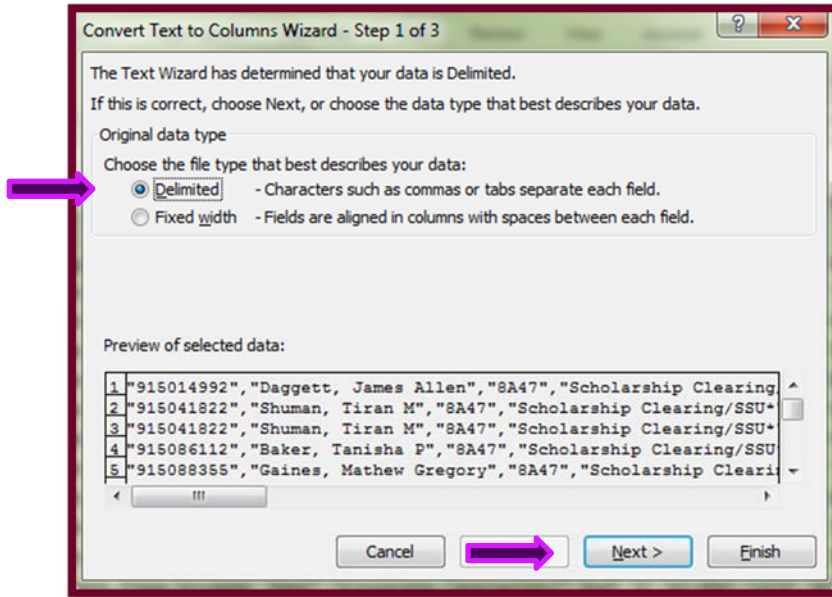 Convert Text to Columns Wizard - Step 1 of 3
The Text Wizard has determined that your data is Delimited.
If this is correct, choose Next, or choose the data type that best describes your data.
Original data type
Choose the file type that best describes your data:
Delimited - Characters such as commas or tabs separate each field.
Fixed width - Fields are aligned in columns with spaces between each field.
Preview of selected data:
1 "915014992","Daggett, James Allen","8A47","Scholarship Clearing
2 "915041822","Shuman, Tiran M","8A47","Scholarship Clearing/SSU*
3 "915041822","Shuman, Tiran M","8A47","Scholarship Clearing/SSU*
4 "915086112","Baker, Tanisha P","8A47","Scholarship Clearing/SSU
5 "915088355","Gaines, Mathew Gregory","8A47","Scholarship Cleari
Cancel Next > Finish